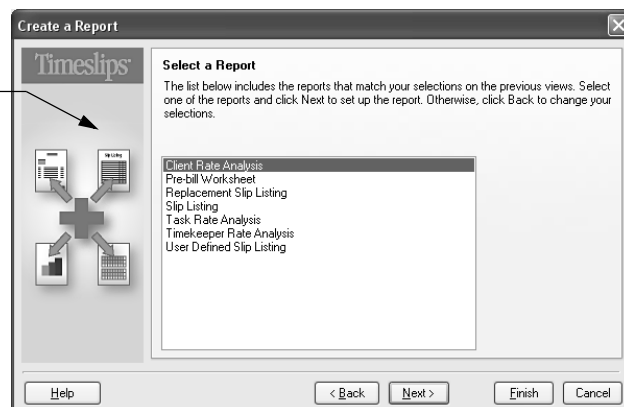 Create a Report
Timeslips
Select a Report
The list below includes the reports that match your selections on the previous views. Select
one of the reports and click Next to set up the report. Otherwise, click Back to change your
selections.
Slip Listing
Client Rate Analysis
Pre-bill Worksheet
Replacement Slip Listing
Slip Listing
Task Rate Analysis
Timekeeper Rate Analysis
User Defined Slip Listing
Help
< Back
Next >
Finish
Cancel